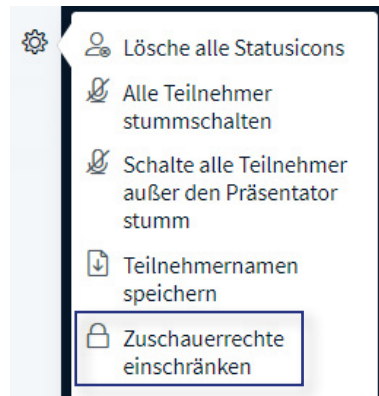 Lösche alle Statusicons
Alle Teilnehmer
stummschalten
Schalte alle Teilnehmer
außer den Präsentator
stumm
Teilnehmernamen
speichern
Zuschauerrechte
einschränken